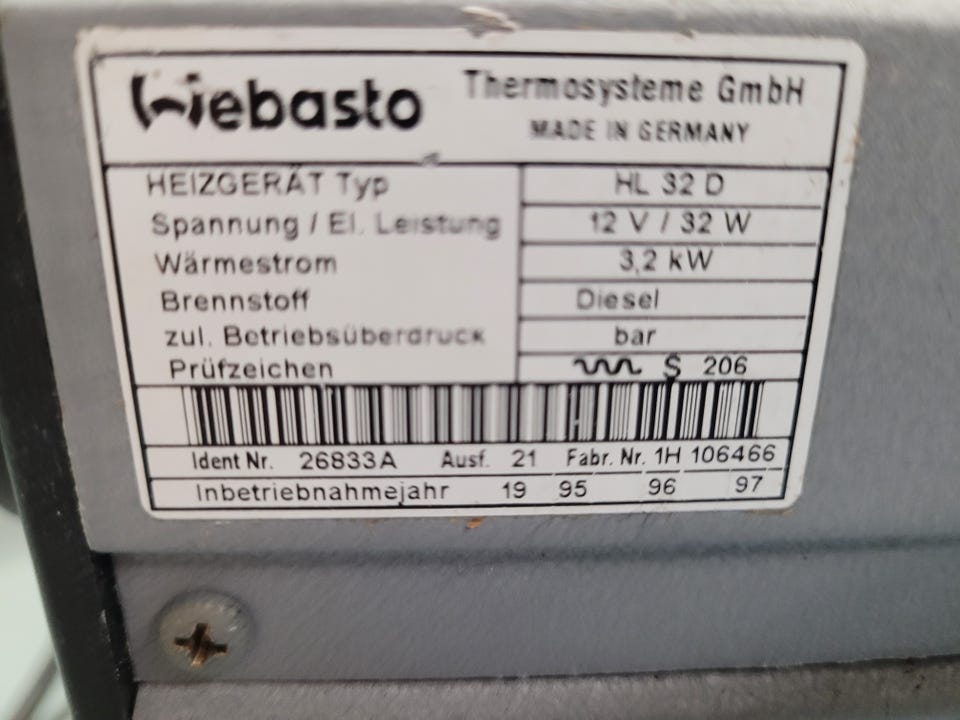 Webasto
Thermosysteme GmbH
MADE IN GERMANY
HEIZGERÄT Typ HL 32 D
Spannung / El. Leistung 12 V / 32 W
Wärmestrom 3,2 kW
Brennstoff Diesel
zul. Betriebsüberdruck bar
Prüfzeichen S 206
Ident Nr. 26833A Ausf. 21 Fabr. Nr. 1H 106466
Inbetriebnahmejahr 19 95 96 97